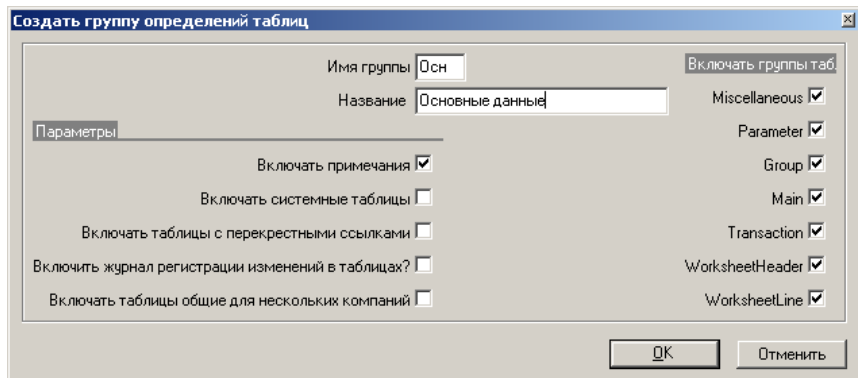 Создать группу определений таблиц
Имя группы Осн
Название Основные данные
Параметры
Включать примечания
Включать системные таблицы
Включать таблицы с перекрестными ссылками
Включить журнал регистрации изменений в таблицах?
Включать таблицы общие для нескольких компаний
Включать группы таб.
Miscellaneous
Parameter
Group
Main
Transaction
WorksheetHeader
WorksheetLine
OK
Отменить